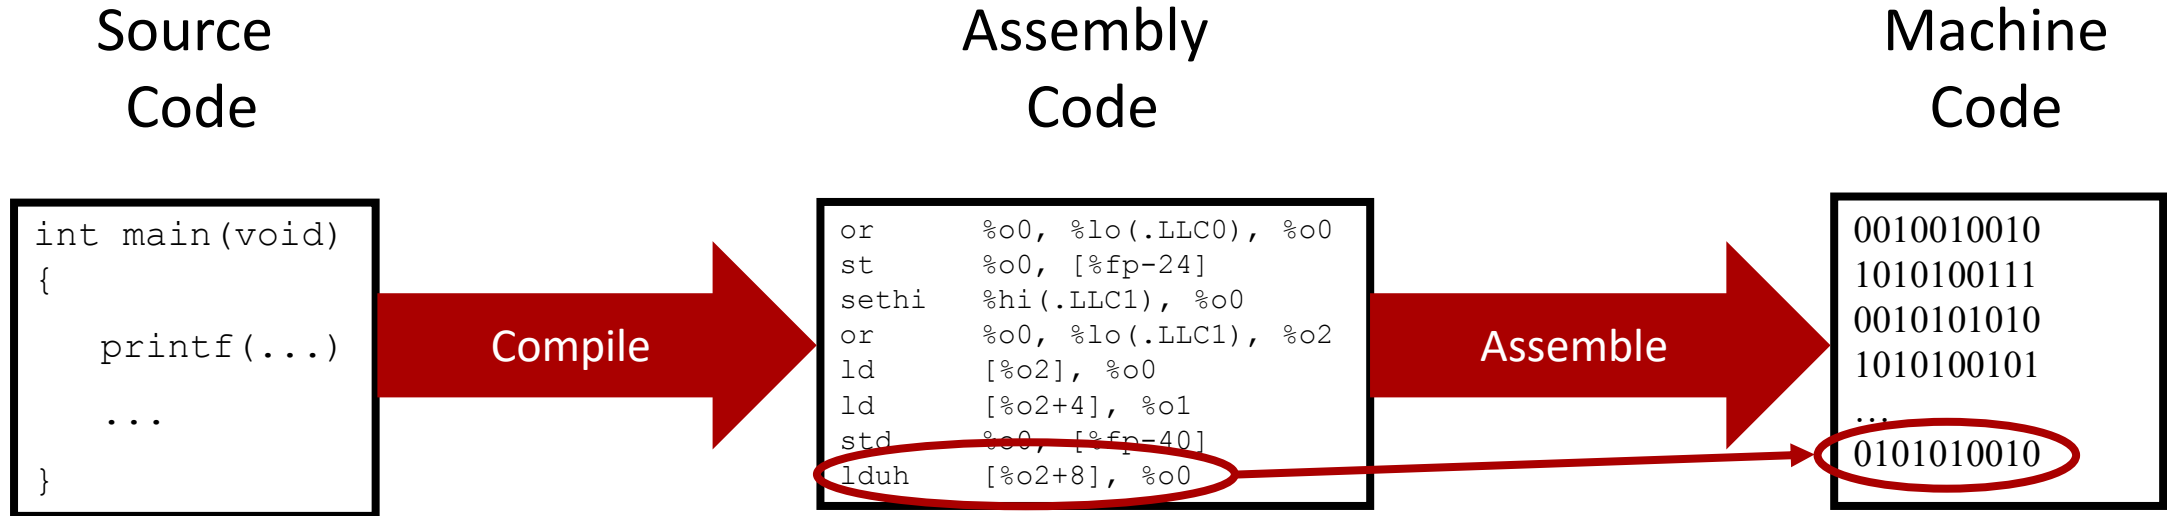 Source
Code
Assembly
Code
Machine
Code
int main(void)
{
printf(...)
...
}
Compile
or %o0, %lo(.LLC0), %o0
st %o0, [%fp-24]
sethi %hi(.LLC1), %o0
or %o0, %lo(.LLC1), %o2
ld [%o2], %o0
ld [%o2+4], %o1
std %o0, [%fp-40]
lduh [%o2+8], %o0
Assemble
0010010010
1010100111
0010101010
1010100101
...
0101010010